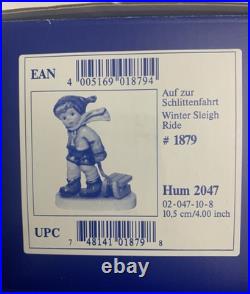 EAN
4 005169 018794
Auf zur
Schlittenfahrt
Winter Sleigh
Ride
# 1879
Hum 2047
02-047-10-8
10,5 cm/4.00 inch
UPC
7 48141 01879 8